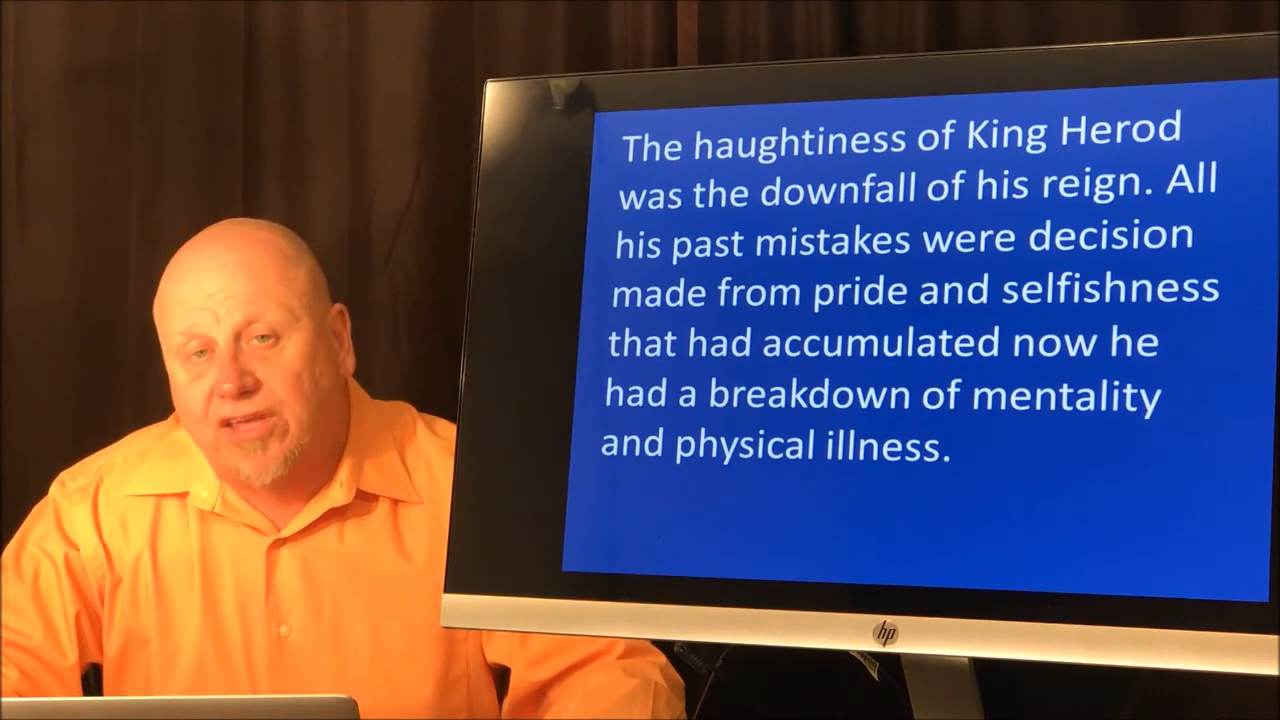 The haughtiness of King Herod
was the downfall of his reign. All
his past mistakes were decision
made from pride and selfishness
that had accumulated now he
had a breakdown of mentality
and physical illness.
hp